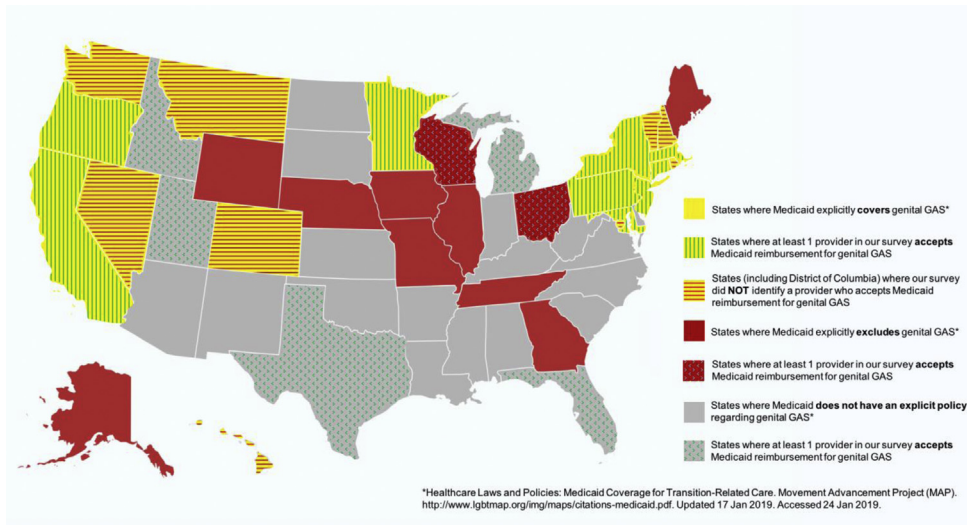 States where Medicaid explicitly covers genital GAS*
States where at least 1 provider in our survey accepts
Medicaid reimbursement for genital GAS
States (including District of Columbia) where our survey
did NOT identify a provider who accepts Medicaid
reimbursement for genital GAS
States where Medicaid explicitly excludes genital GAS*
States where at least 1 provider in our survey accepts
Medicaid reimbursement for genital GAS
States where Medicaid does not have an explicit policy
regarding genital GAS*
States where at least 1 provider in our survey accepts
Medicaid reimbursement for genital GAS
*Healthcare Laws and Policies: Medicaid Coverage for Transition-Related Care. Movement Advancement Project (MAP).
http://www.lgbtmap.org/img/maps/citations-medicaid.pdf. Updated 17 Jan 2019. Accessed 24 Jan 2019.